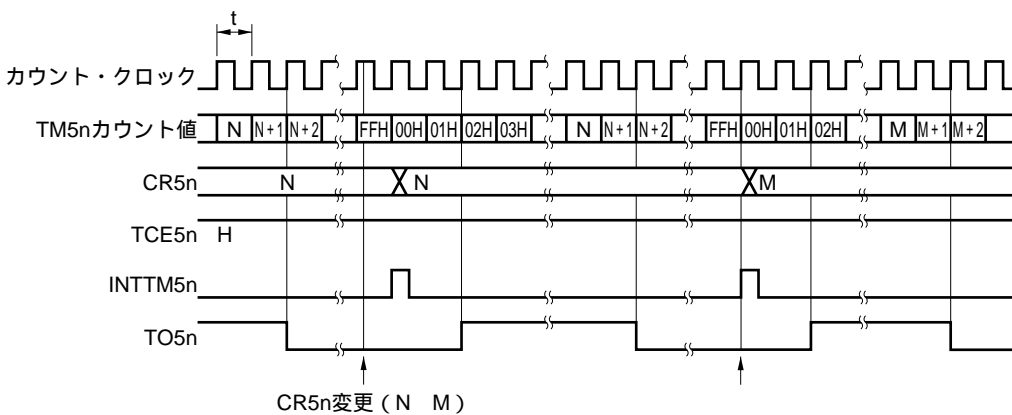 t
カウント・クロック
TM5nカウント値 N N+1 N+2 FFH 00H 01H 02H 03H N N+1 N+2 FFH 00H 01H 02H M M+1 M+2
CR5n N N M
TCE5n H
INTTM5n
TO5n
CR5n変更（N M）